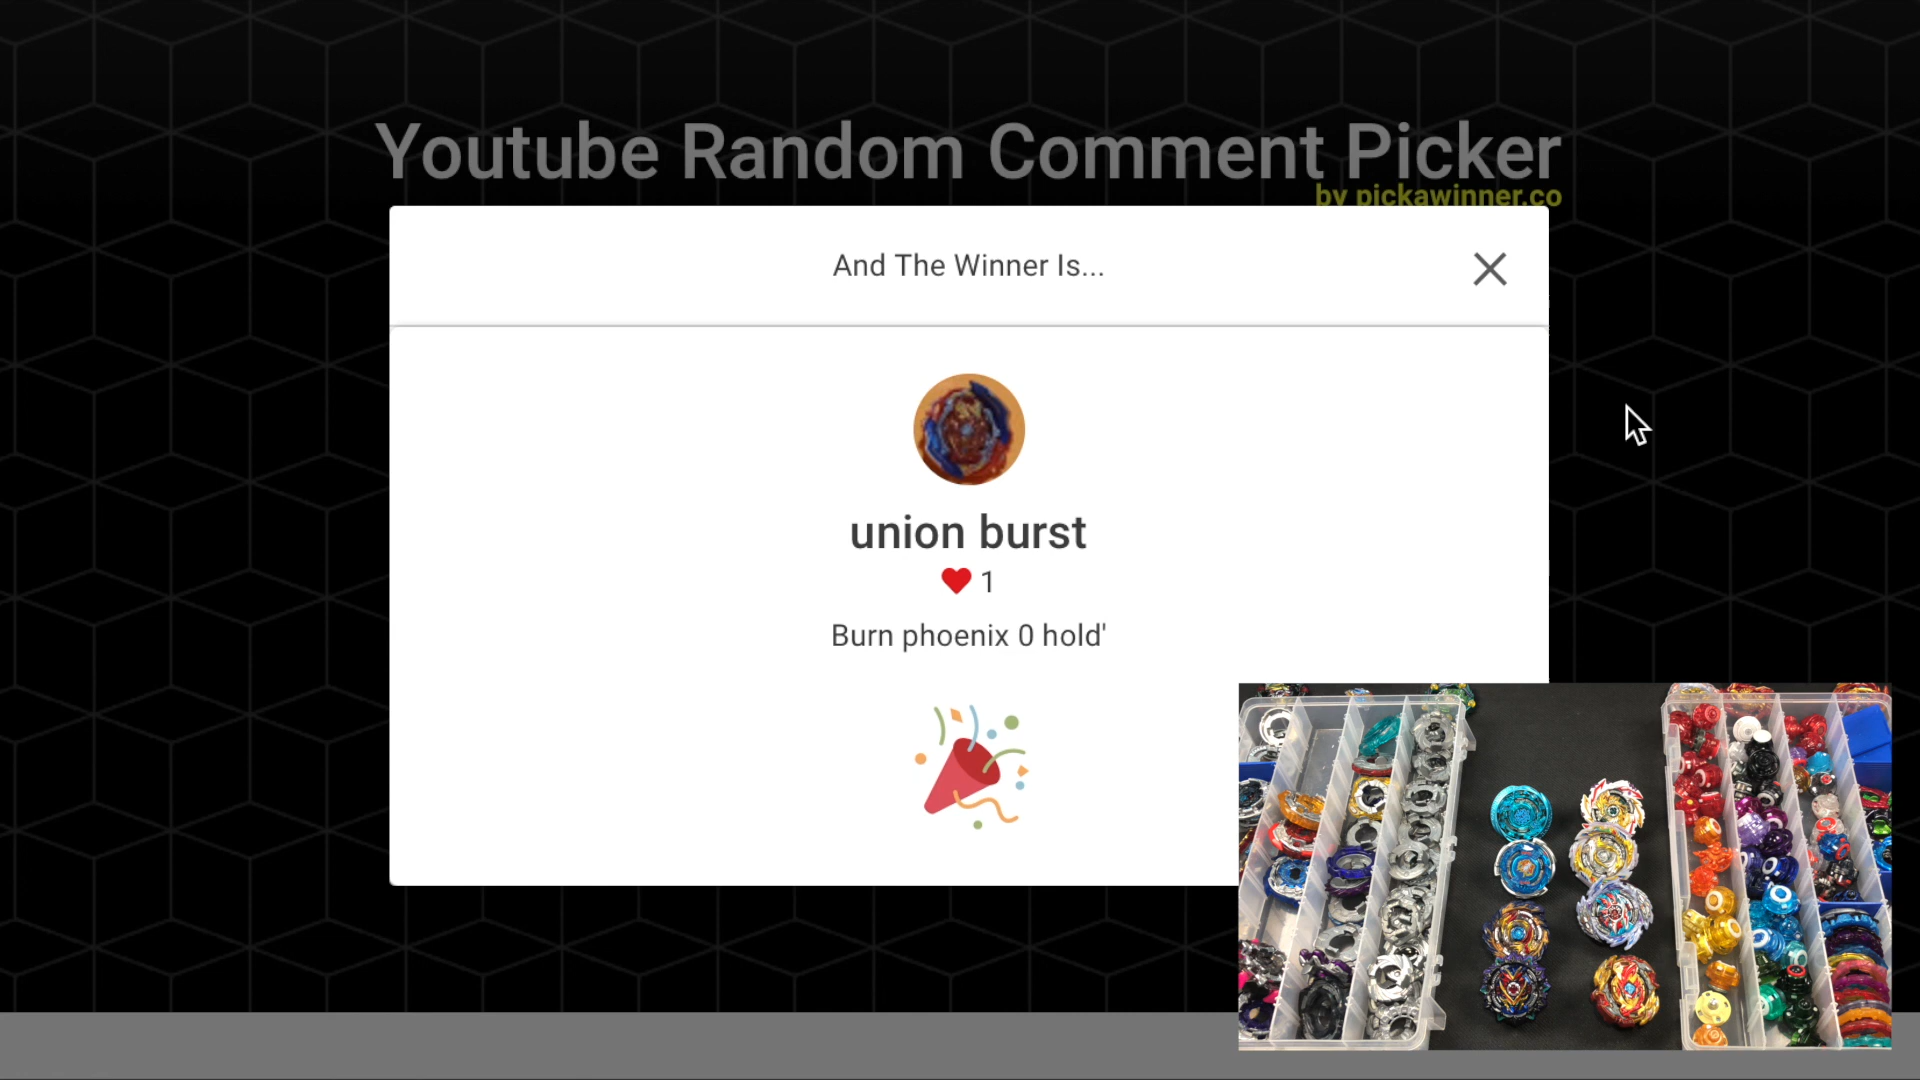 Youtube Random Comment Picker
by pickawinner.co
And The Winner Is...
union burst
1
Burn phoenix 0 hold'